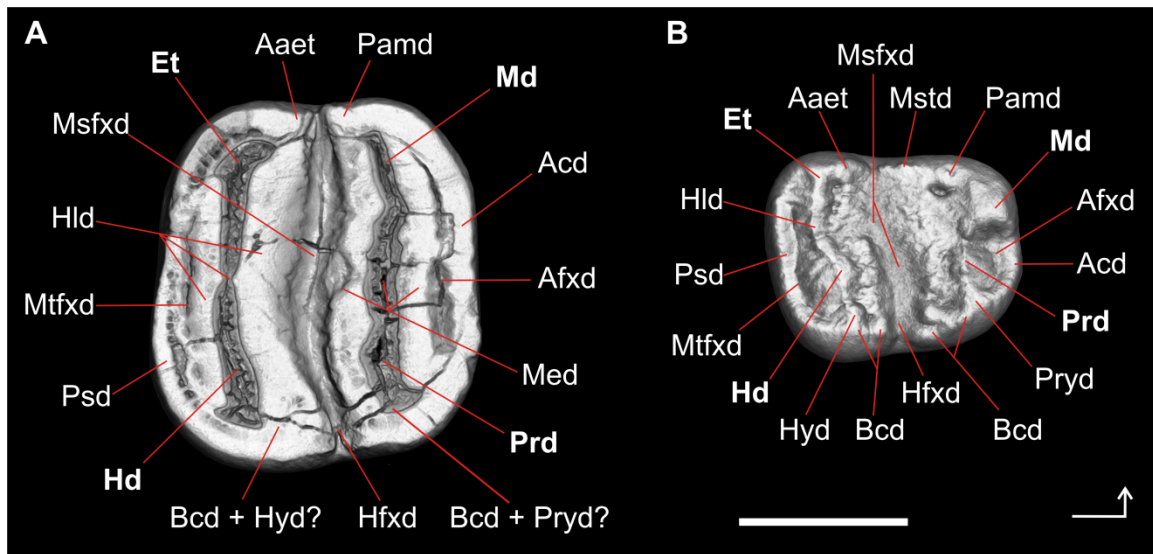 A
Aaet
Pamd
Et
Md
Msfxd
Acd
Hld
Mtfxd
Afxd
Psd
Med
Hd
Prd
Bcd + Hyd?
Hfxd
Bcd + Pryd?
B
Msfxd
Aaet
Mstd
Pamd
Et
Md
Hld
Afxd
Psd
Acd
Mtfxd
Prd
Hd
Pryd
Hyd
Bcd
Hfxd
Bcd